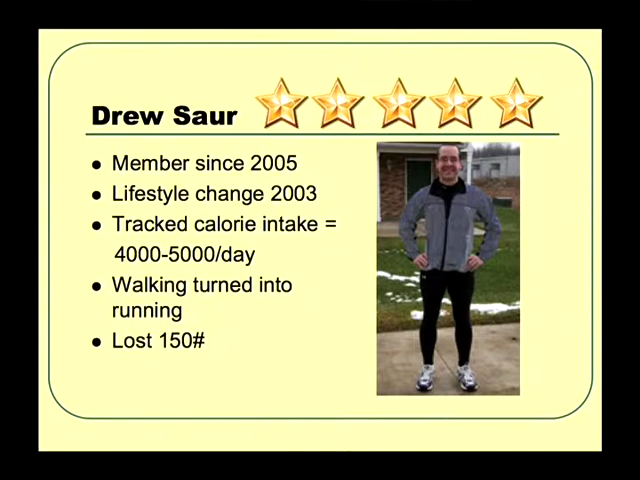 Drew Saur
● Member since 2005
● Lifestyle change 2003
● Tracked calorie intake =
4000-5000/day
● Walking turned into
running
● Lost 150#